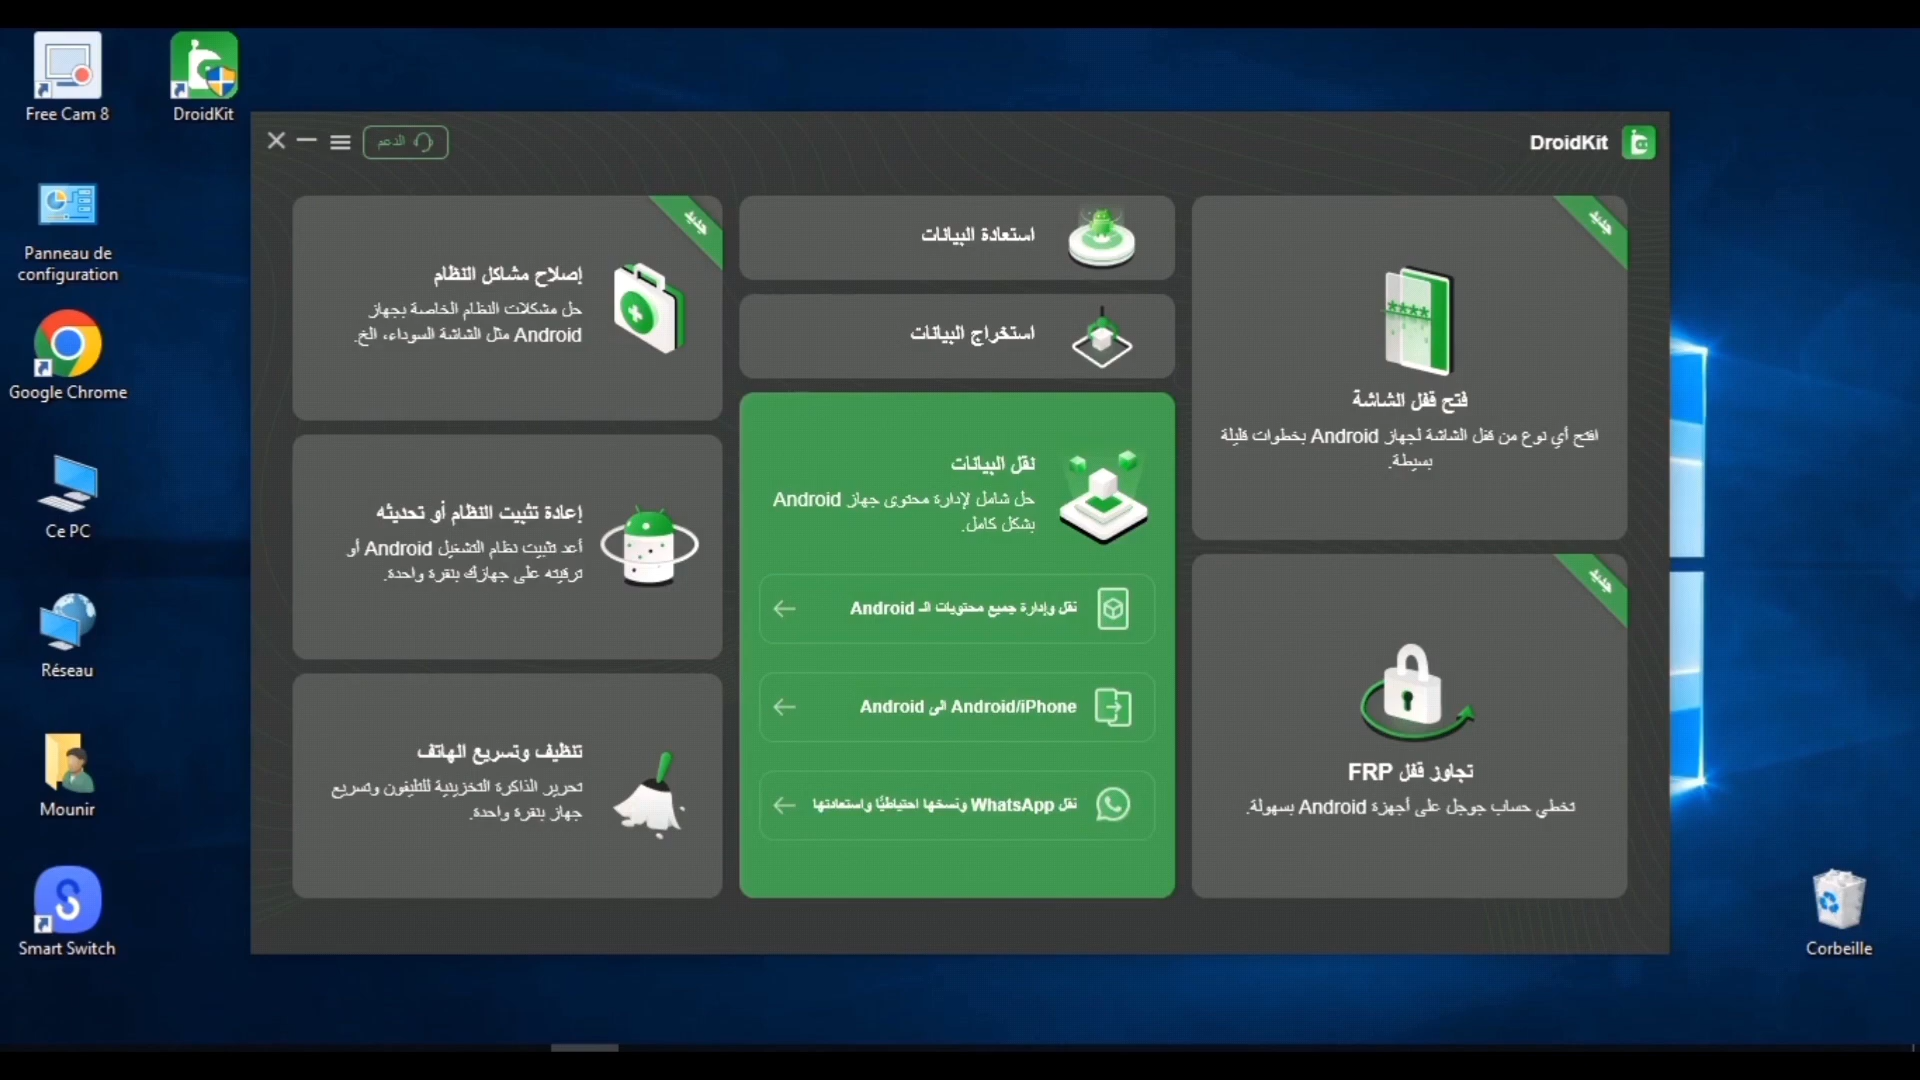 Free Cam 8
DroidKit
Panneau de
configuration
Google Chrome
Ce PC
Réseau
Mounir
Smart Switch
Corbeille
DroidKit
الدعم
جديد
فتح قفل الشاشة
افتح أي نوع من قفل الشاشة لجهاز Android بخطوات قليلة
بسيطة.
جديد
تجاوز قفل FRP
تخطي حساب جوجل على أجهزة Android بسهولة.
استعادة البيانات
استخراج البيانات
نقل البيانات
حل شامل لإدارة محتوى جهاز Android
بشكل كامل.
نقل وإدارة جميع محتويات الـ Android
Android/iPhone الى Android
نقل WhatsApp ونسخها احتياطيًا واستعادتها
جديد
إصلاح مشاكل النظام
حل مشكلات النظام الخاصة بجهاز
Android مثل الشاشة السوداء، الخ.
إعادة تثبيت النظام أو تحديثه
أعد تثبيت نظام التشغيل Android أو
ترقيته على جهازك بنقرة واحدة.
تنظيف وتسريع الهاتف
تحرير الذاكرة التخزينية للتليفون وتسريع
جهاز بنقرة واحدة.